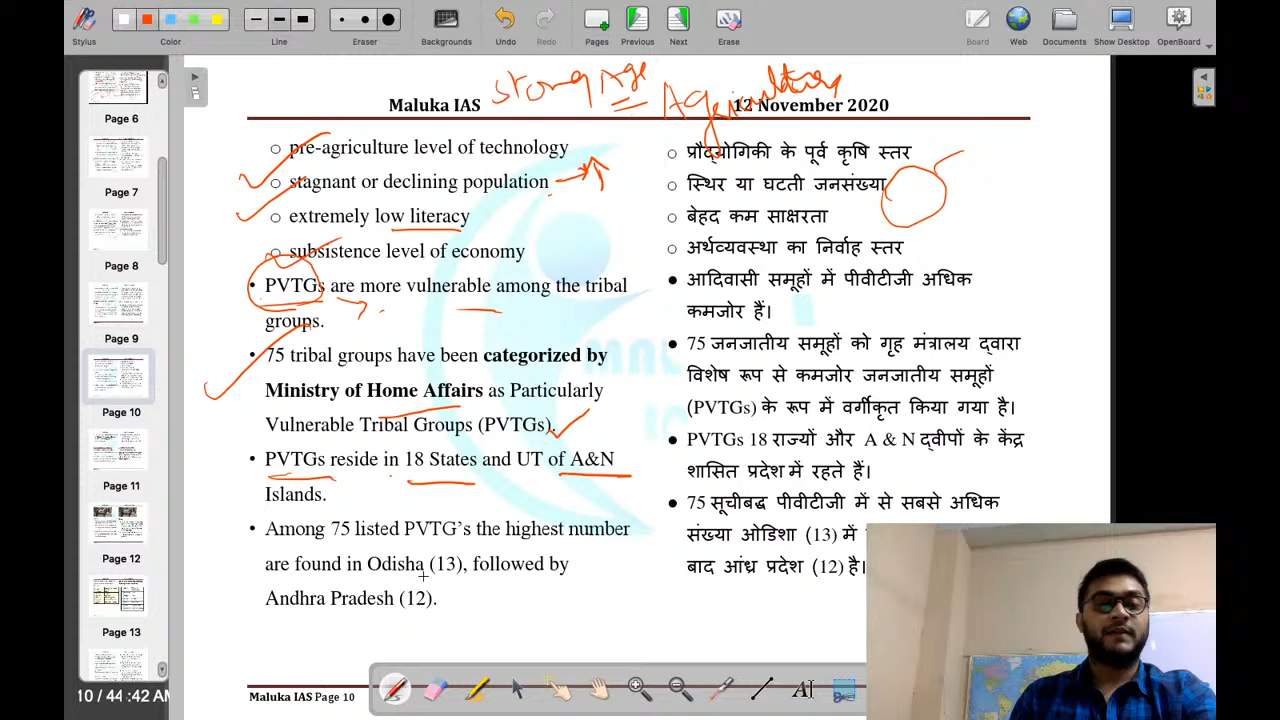 Stylus
Color
Line
Eraser
Backgrounds
Undo
Redo
Pages
Previous
Next
Erase
Board
Web
Documents
Show Desktop
OpenBoard
Page 6
Page 7
Page 8
Page 9
Page 10
Page 11
Page 12
Page 13
10 / 44
:42 AM
Age
Agriculture
Maluka IAS
12 November 2020
○ pre-agriculture level of technology
○ stagnant or declining population
○ extremely low literacy
○ subsistence level of economy
• PVTGs are more vulnerable among the tribal
groups.
• 75 tribal groups have been categorized by
Ministry of Home Affairs as Particularly
Vulnerable Tribal Groups (PVTGs).
• PVTGs reside in 18 States and UT of A&N
Islands.
• Among 75 listed PVTG's the highest number
are found in Odisha (13), followed by
Andhra Pradesh (12).
○ प्रौद्योगिकी के पूर्व कृषि स्तर
○ स्थिर या घटती जनसंख्या
○ बेहद कम साक्षरता
○ अर्थव्यवस्था का निर्वाह स्तर
● आदिवासी समूहों में पीवीटीजी अधिक
कमजोर हैं।
● 75 जनजातीय समूहों को गृह मंत्रालय द्वारा
विशेष रूप से कमजोर जनजातीय समूहों
(PVTGs) के रूप में वर्गीकृत किया गया है।
● PVTGs 18 राज्यों और A & N द्वीपों के केंद्र
शासित प्रदेश में रहते हैं।
● 75 सूचीबद्ध पीवीटीजी में से सबसे अधिक
संख्या ओडिशा (13) में
बाद आंध्र प्रदेश (12) है।
Maluka IAS Page 10